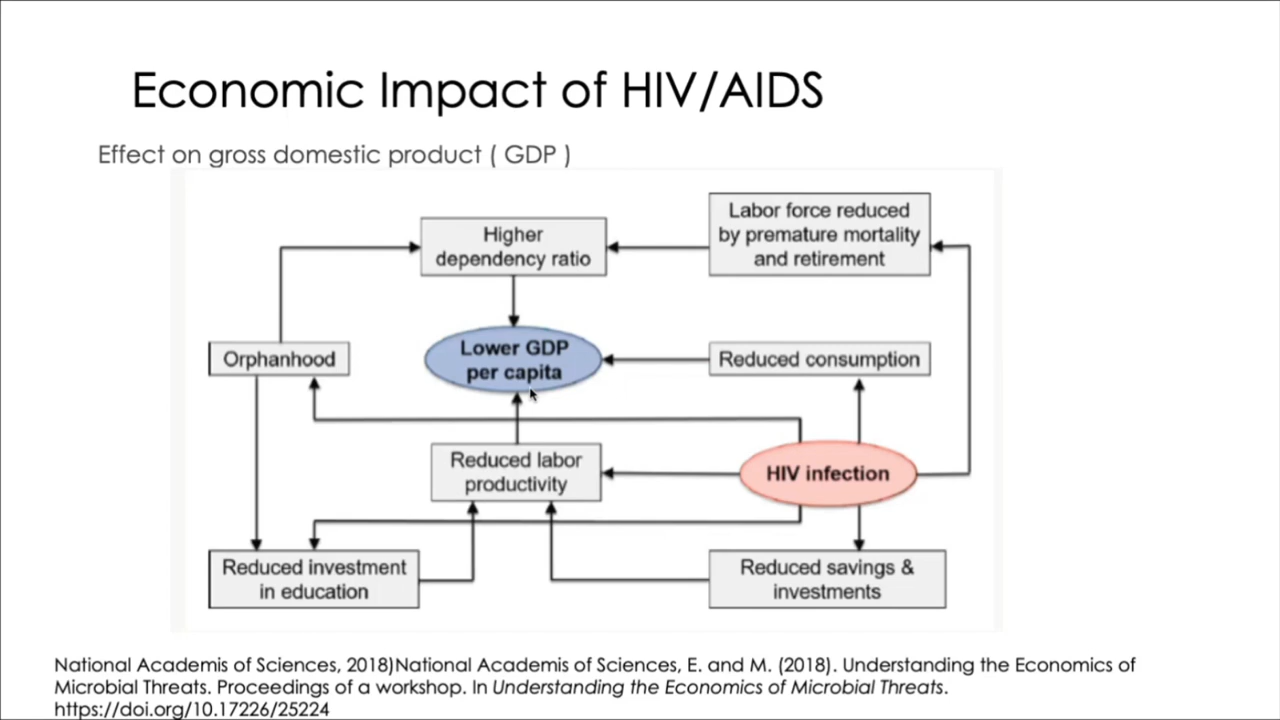 Economic Impact of HIV/AIDS
Effect on gross domestic product ( GDP )
Labor force reduced
by premature mortality
and retirement
Higher
dependency ratio
Orphanhood
Lower GDP
per capita
Reduced consumption
Reduced labor
productivity
HIV infection
Reduced investment
in education
Reduced savings &
investments
National Academis of Sciences, 2018)National Academis of Sciences, E. and M. (2018). Understanding the Economics of
Microbial Threats. Proceedings of a workshop. In Understanding the Economics of Microbial Threats.
https://doi.org/10.17226/25224